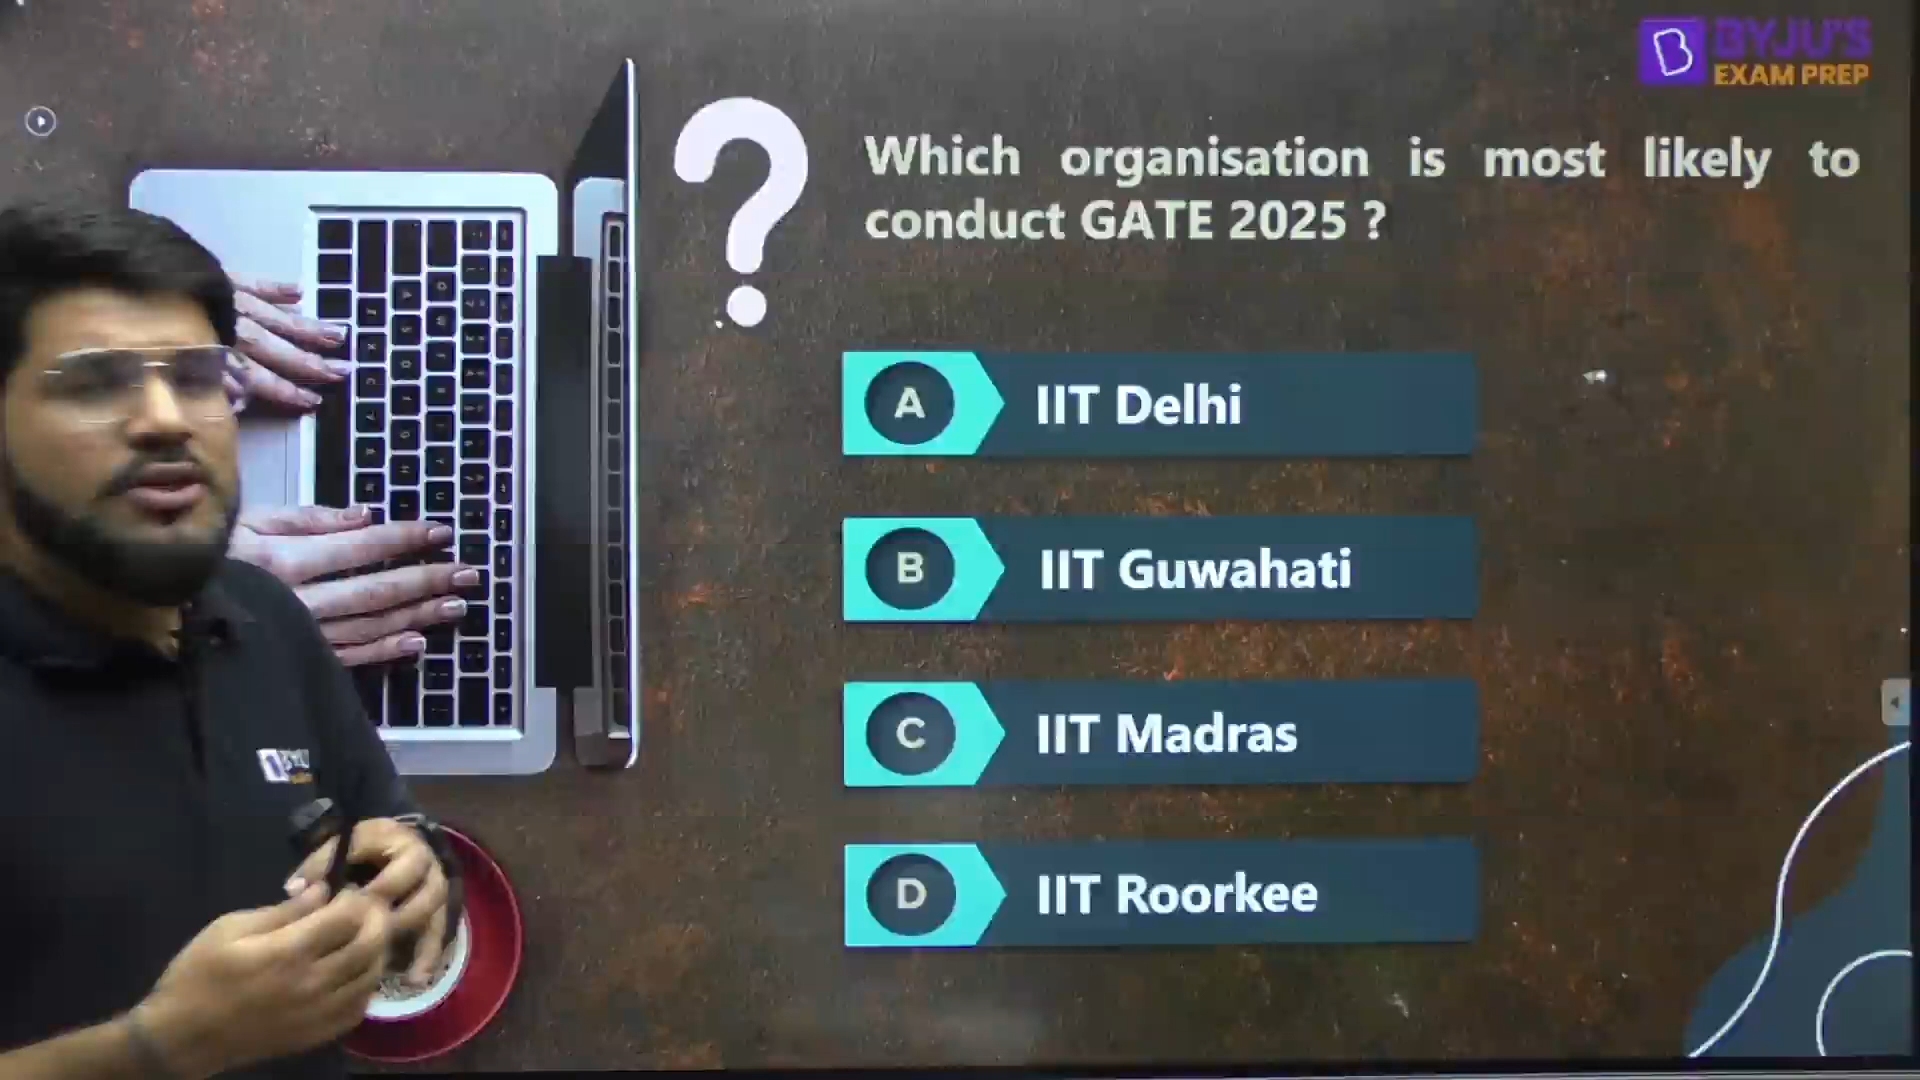 BYJU'S
EXAM PREP
Which organisation is most likely to
conduct GATE 2025 ?
A IIT Delhi
B IIT Guwahati
C IIT Madras
D IIT Roorkee